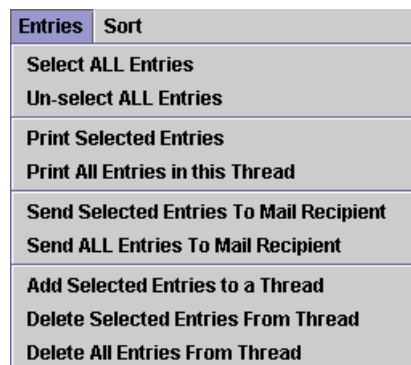 Entries Sort
Select ALL Entries
Un-select ALL Entries
Print Selected Entries
Print All Entries in this Thread
Send Selected Entries To Mail Recipient
Send ALL Entries To Mail Recipient
Add Selected Entries to a Thread
Delete Selected Entries From Thread
Delete All Entries From Thread